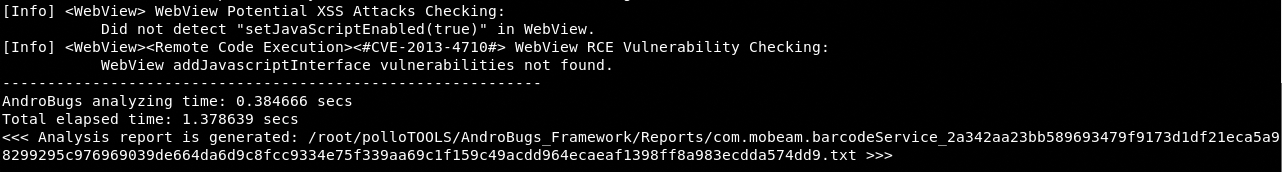 [Info] <WebView> WebView Potential XSS Attacks Checking:
Did not detect "setJavaScriptEnabled(true)" in WebView.
[Info] <WebView><Remote Code Execution><#CVE-2013-4710#> WebView RCE Vulnerability Checking:
WebView addJavascriptInterface vulnerabilities not found.
------------------------------------------------------------
AndroBugs analyzing time: 0.384666 secs
Total elapsed time: 1.378639 secs
<<< Analysis report is generated: /root/polloTOOLS/AndroBugs_Framework/Reports/com.mobeam.barcodeService_2a342aa23bb589693479f9173d1df21eca5a9
8299295c976969039de664da6d9c8fcc9334e75f339aa69c1f159c49acdd964ecaeaf1398ff8a983ecdda574dd9.txt >>>